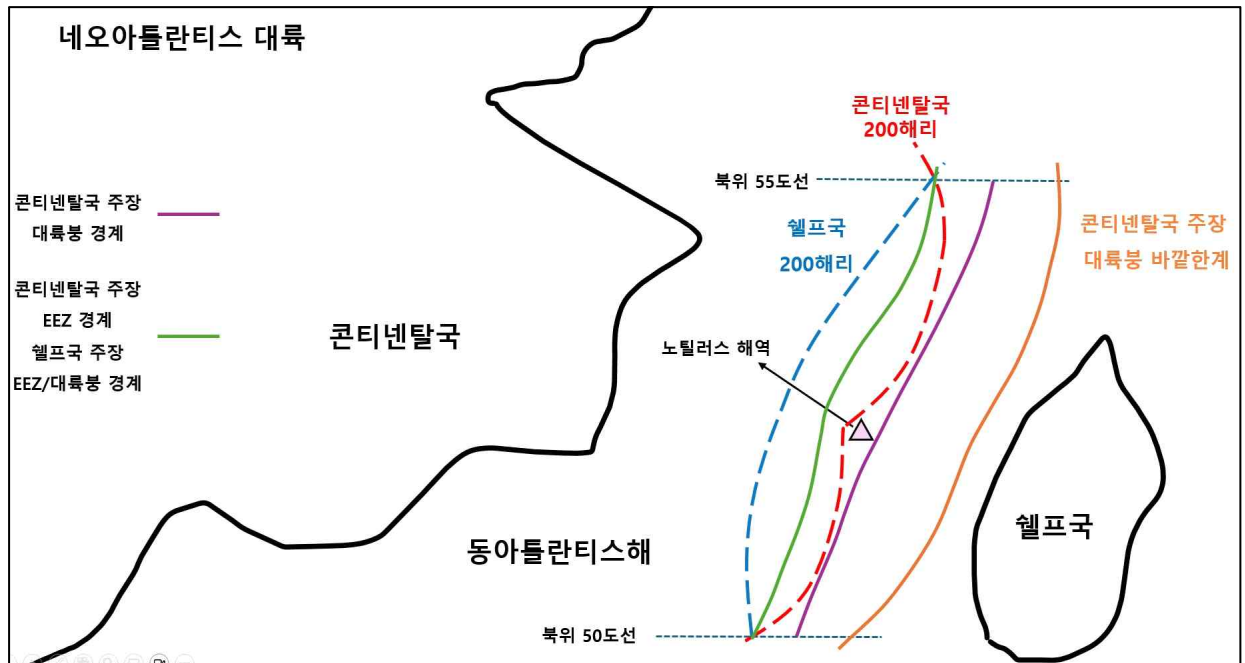 네오아틀란티스 대륙
콘티넨탈국
200해리
북위 55도선
콘티넨탈국 주장
대륙붕 경계
쉘프국
200해리
콘티넨탈국 주장
대륙붕 바깥한계
콘티넨탈국 주장
EEZ 경계
쉘프국 주장
EEZ/대륙붕 경계
콘티넨탈국
노틸러스 해역
쉘프국
동아틀란티스해
북위 50도선